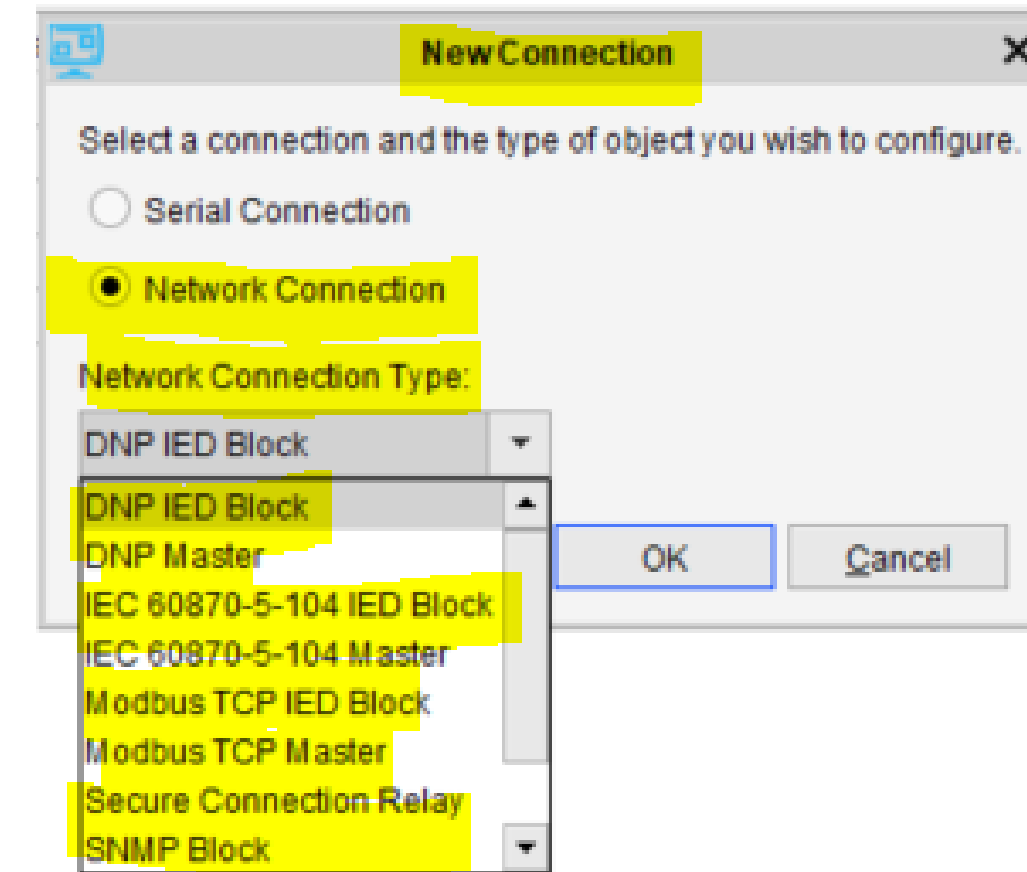 New Connection
Select a connection and the type of object you wish to configure.
Serial Connection
Network Connection
Network Connection Type:
DNP IED Block
DNP IED Block
DNP Master
IEC 60870-5-104 IED Block
IEC 60870-5-104 Master
Modbus TCP IED Block
Modbus TCP Master
Secure Connection Relay
SNMP Block
OK
Cancel